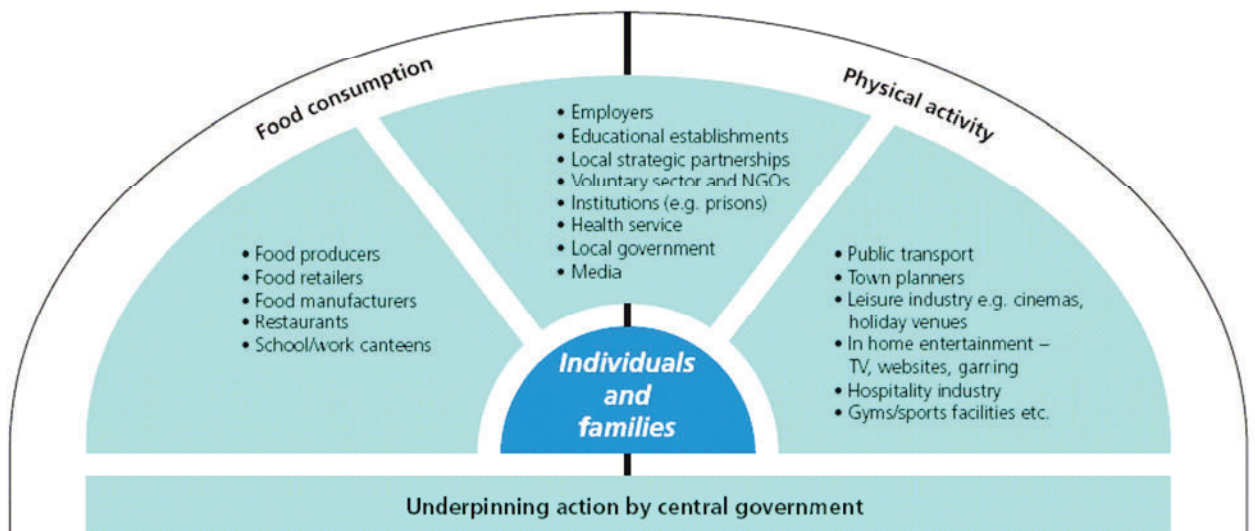 Food consumption
Physical activity
• Employers
• Educational establishments
• Local strategic partnerships
• Voluntary sector and NGOs
• Institutions (e.g. prisons)
• Health service
• Local government
• Media
• Food producers
• Food retailers
• Food manufacturers
• Restaurants
• School/work canteens
• Public transport
• Town planners
• Leisure industry e.g. cinemas,
holiday venues
• In home entertainment –
TV, websites, garring
• Hospitality industry
• Gyms/sports facilities etc.
Individuals
and
families
Underpinning action by central government